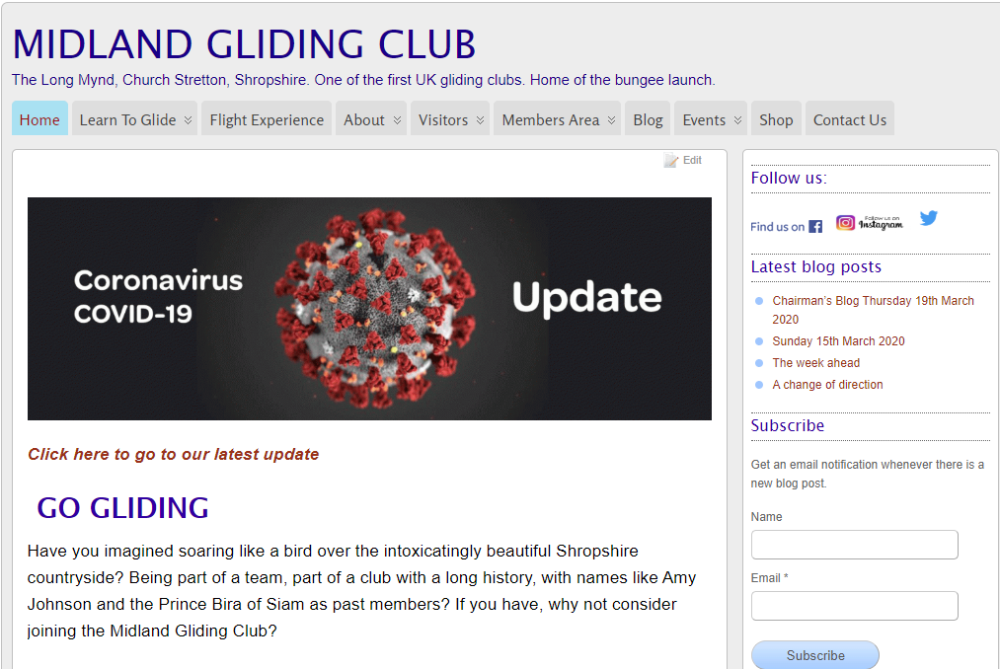 MIDLAND GLIDING CLUB
The Long Mynd, Church Stretton, Shropshire. One of the first UK gliding clubs. Home of the bungee launch.
Home Learn To Glide Flight Experience About Visitors Members Area Blog Events Shop Contact Us
Edit
Coronavirus
COVID-19
Update
Click here to go to our latest update
GO GLIDING
Have you imagined soaring like a bird over the intoxicatingly beautiful Shropshire
countryside? Being part of a team, part of a club with a long history, with names like Amy
Johnson and the Prince Bira of Siam as past members? If you have, why not consider
joining the Midland Gliding Club?
Follow us:
Find us on
Follow us on
Instagram
Latest blog posts
Chairman's Blog Thursday 19th March
2020
Sunday 15th March 2020
The week ahead
A change of direction
Subscribe
Get an email notification whenever there is a
new blog post.
Name
Email *
Subscribe